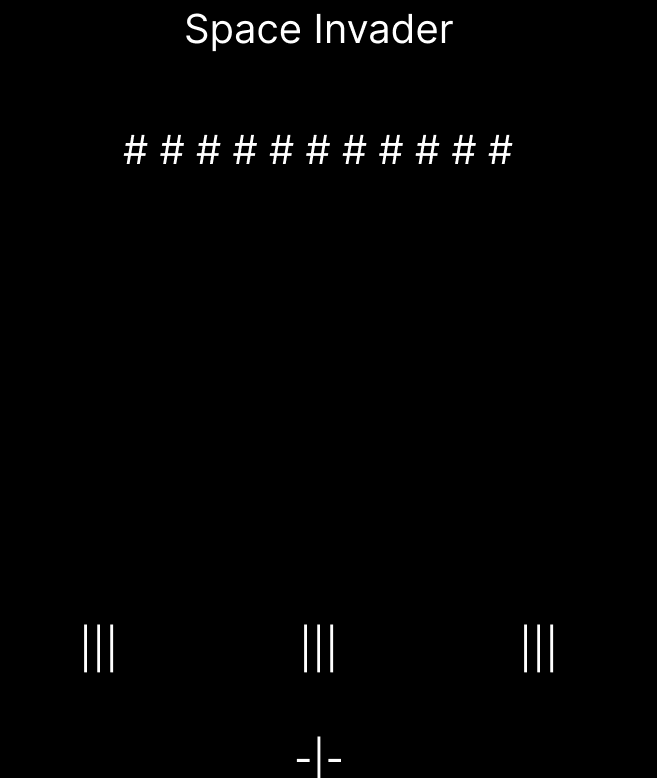 Space Invader
# # # # # # # # # # #
||| ||| |||
-|-